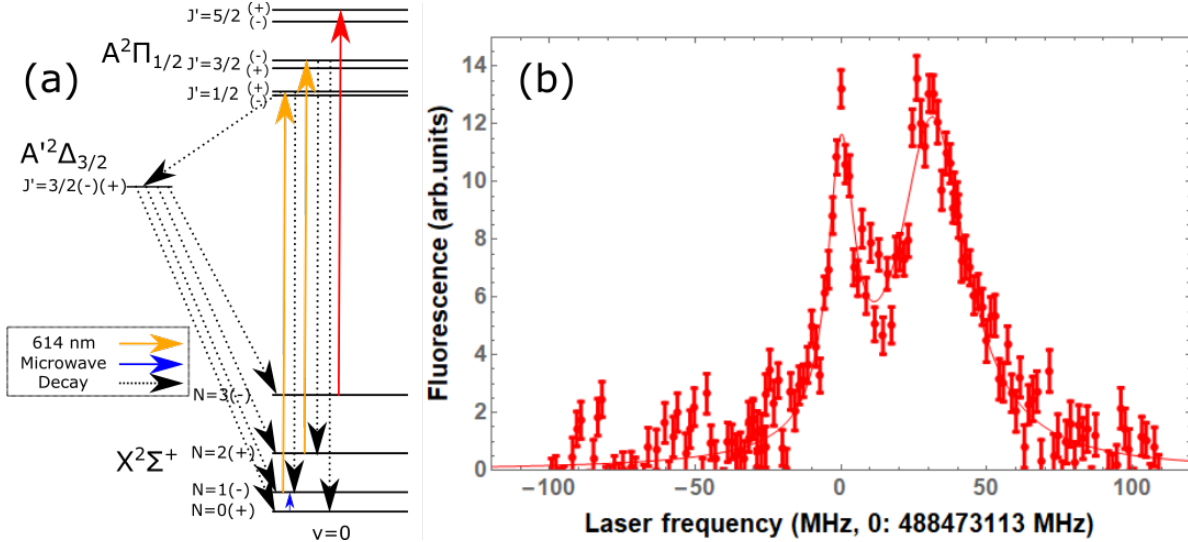 (a)
J'=5/2 (+)
(-)
A²Π₁/₂
J'=3/2 (-)
(+)
J'=1/2 (+)
(-)
A'²Δ₃/₂
J'=3/2(-)(+)
614 nm
Microwave
Decay
N=3(-)
X²Σ⁺
N=2(+)
N=1(-)
N=0(+)
v=0
(b)
Fluorescence (arb.units)
14
12
10
8
6
4
2
0
−100 −50 0 50 100
Laser frequency (MHz, 0: 488473113 MHz)